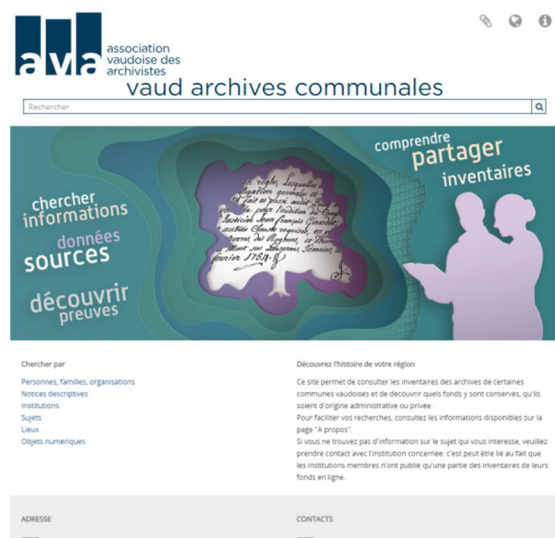 ava
association
vaudoise des
archivistes
vaud archives communales
Rechercher
comprendre
partager
inventaires
chercher
informations
données
sources
découvrir
preuves
Chercher par
Personnes, familles, organisations
Notices descriptives
Institutions
Sujets
Lieux
Objets numeriques
Découvrez l'histoire de votre région
Ce site permet de consulter les inventaires des archives de certaines
communes vaudoises et de découvrir quels fonds y sont conservés, qu'ils
soient d'origine administrative ou privée.
Pour faciliter vos recherches, consultez les informations disponibles sur la
page "A propos".
Si vous ne trouvez pas d'information sur le sujet qui vous intéresse, veuillez
prendre contact avec l'institution concernée: c'est peut être lié au fait que
les institutions membres n'ont publié qu'une partie des inventaires de leurs
fonds en ligne.
ADRESSE
CONTACTS